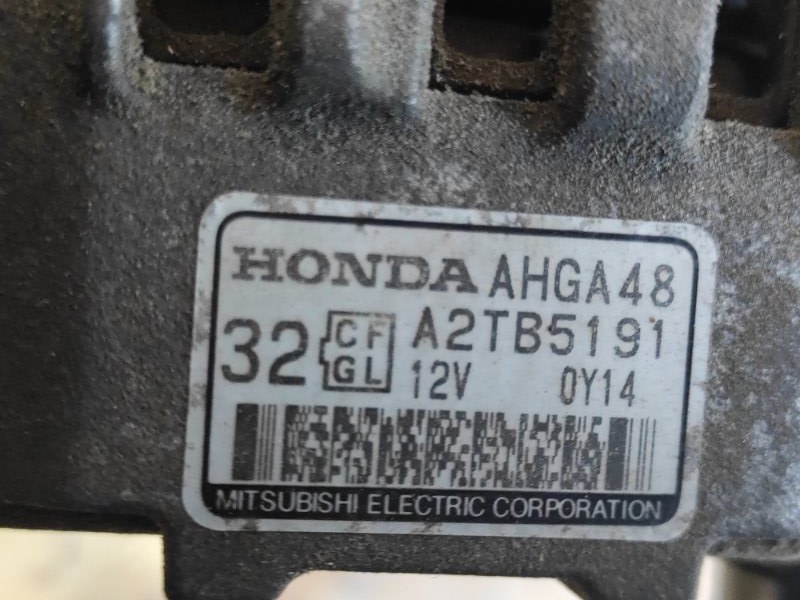 HONDA AHGA48
32 CF A2TB5191
GL 12V 0Y14
MITSUBISHI ELECTRIC CORPORATION